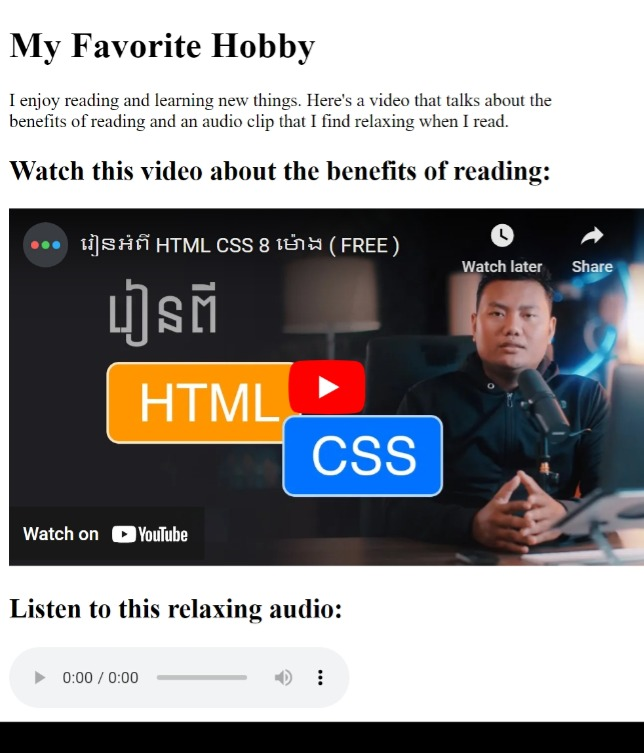 My Favorite Hobby
I enjoy reading and learning new things. Here's a video that talks about the
benefits of reading and an audio clip that I find relaxing when I read.
Watch this video about the benefits of reading:
រៀនអំពី HTML CSS 8 ម៉ោង ( FREE )
Watch later
Share
រៀនពី
HTML
CSS
Watch on YouTube
Listen to this relaxing audio:
0:00 / 0:00